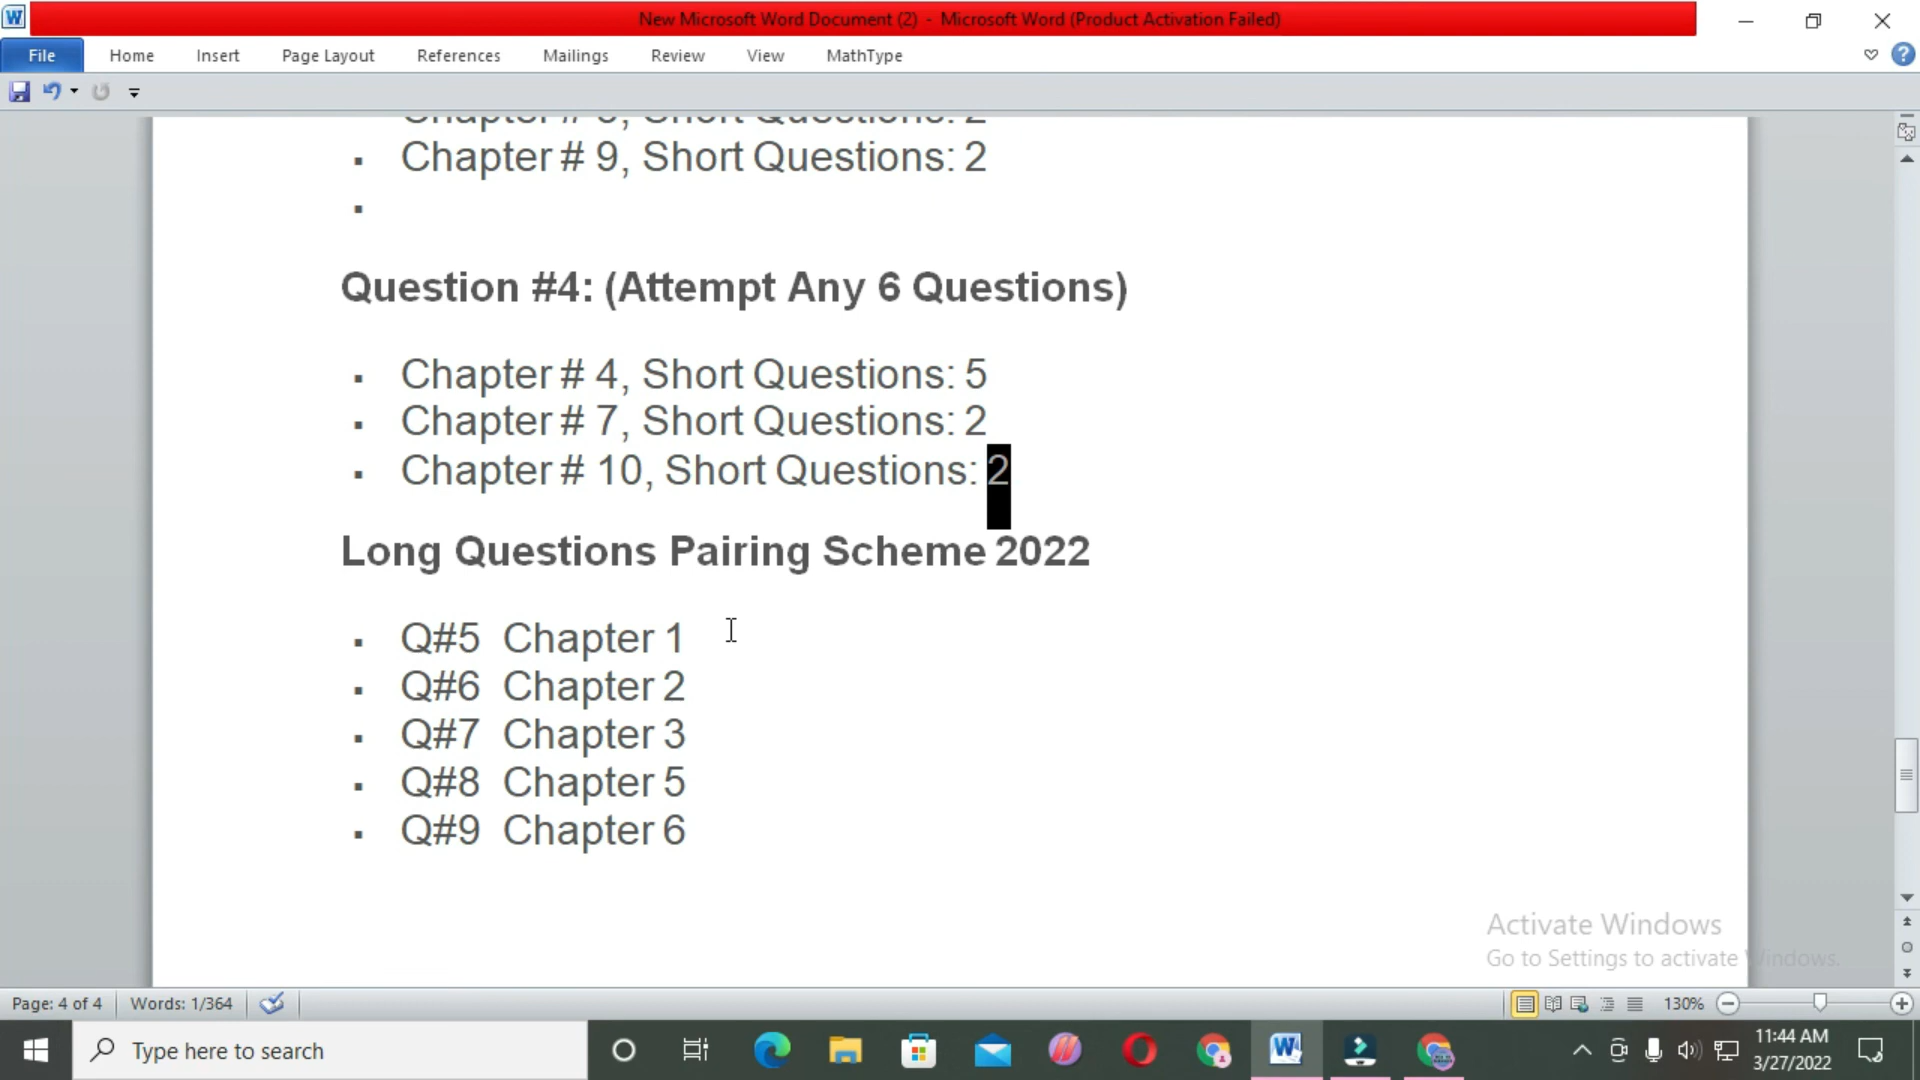 New Microsoft Word Document (2) - Microsoft Word (Product Activation Failed)
File Home Insert Page Layout References Mailings Review View MathType
Chapter # 9, Short Questions: 2
Question #4: (Attempt Any 6 Questions)
Chapter # 4, Short Questions: 5
Chapter # 7, Short Questions: 2
Chapter # 10, Short Questions: 2
Long Questions Pairing Scheme 2022
Q#5 Chapter 1
Q#6 Chapter 2
Q#7 Chapter 3
Q#8 Chapter 5
Q#9 Chapter 6
Activate Windows
Go to Settings to activate Windows.
Page: 4 of 4 Words: 1/364 130%
Type here to search
11:44 AM
3/27/2022